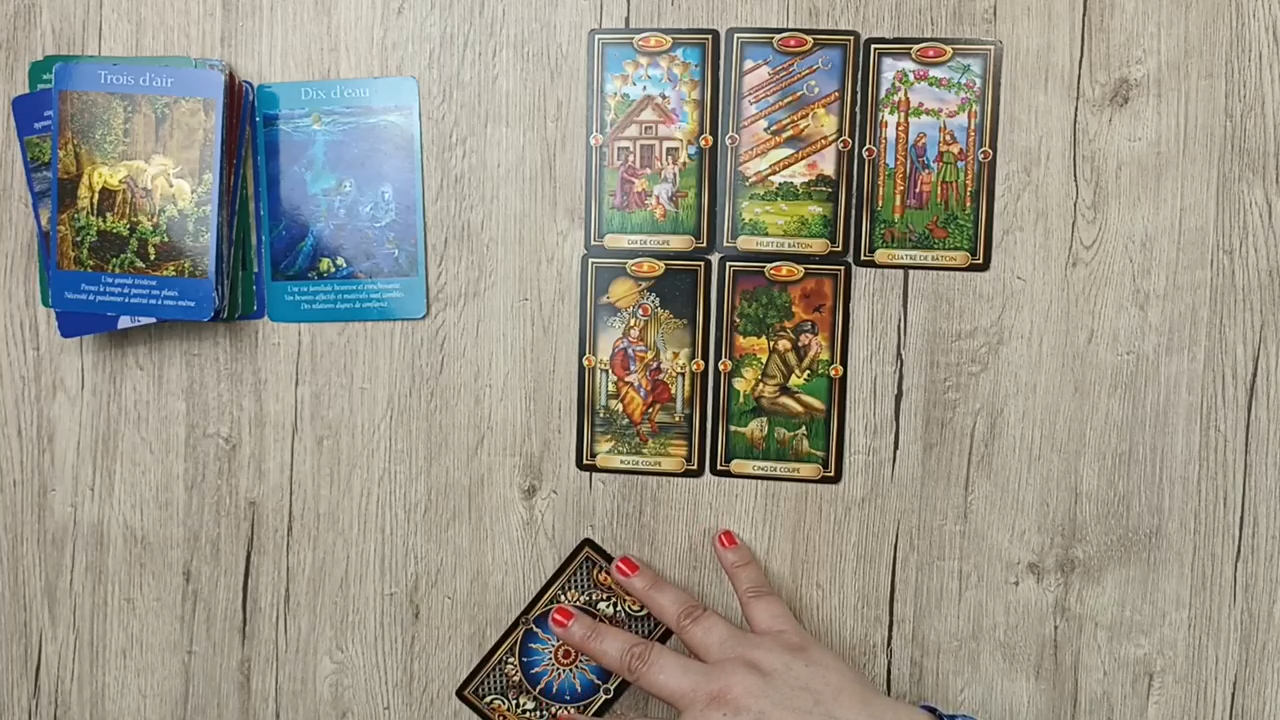 Trois d'air
Une grande tristesse
Prenez le temps de panser vos plaies.
Nécessité de pardonner à autrui ou à vous-même
Dix d'eau
Une vie familiale heureuse et enrichissante.
Vos besoins affectifs et matériels sont comblés.
Des relations dignes de confiance.
DIX DE COUPE
HUIT DE BÂTON
QUATRE DE BÂTON
ROI DE COUPE
CINQ DE COUPE